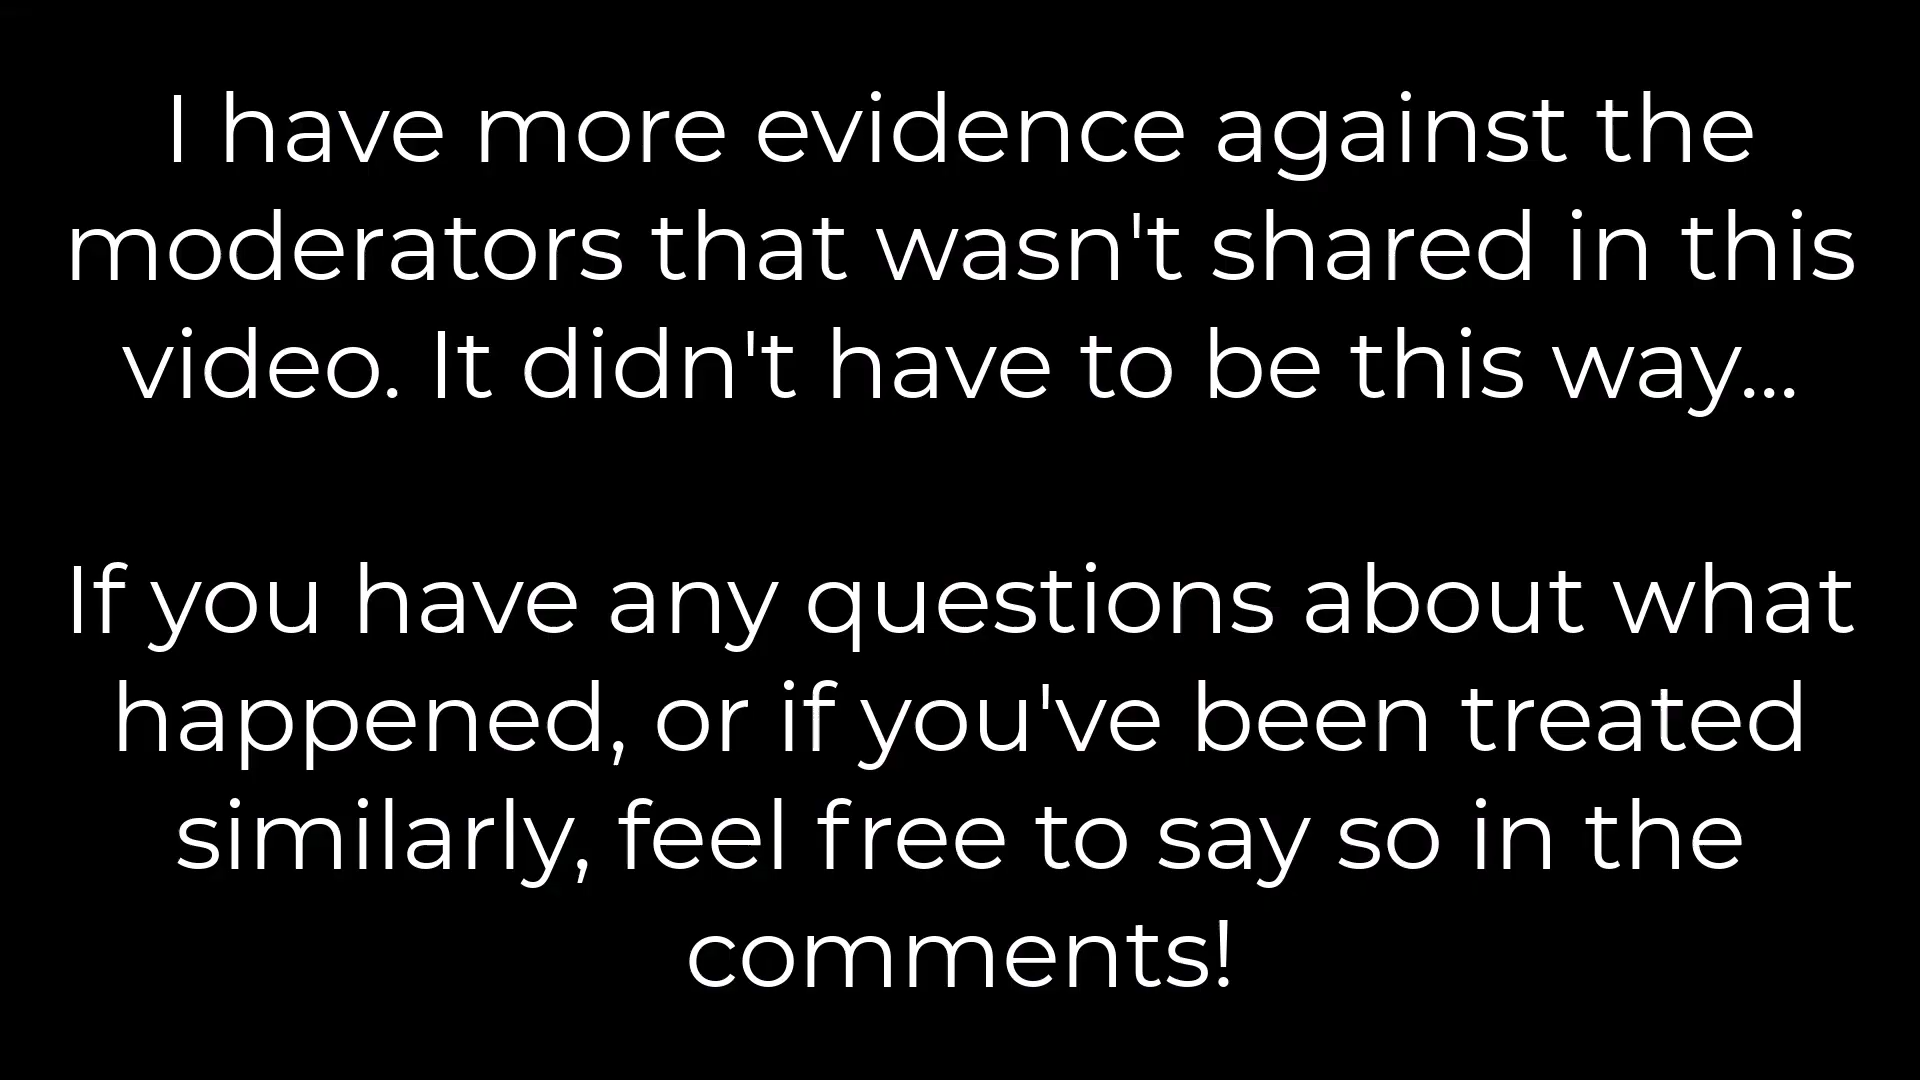 I have more evidence against the
moderators that wasn't shared in this
video. It didn't have to be this way...
If you have any questions about what
happened, or if you've been treated
similarly, feel free to say so in the
comments!